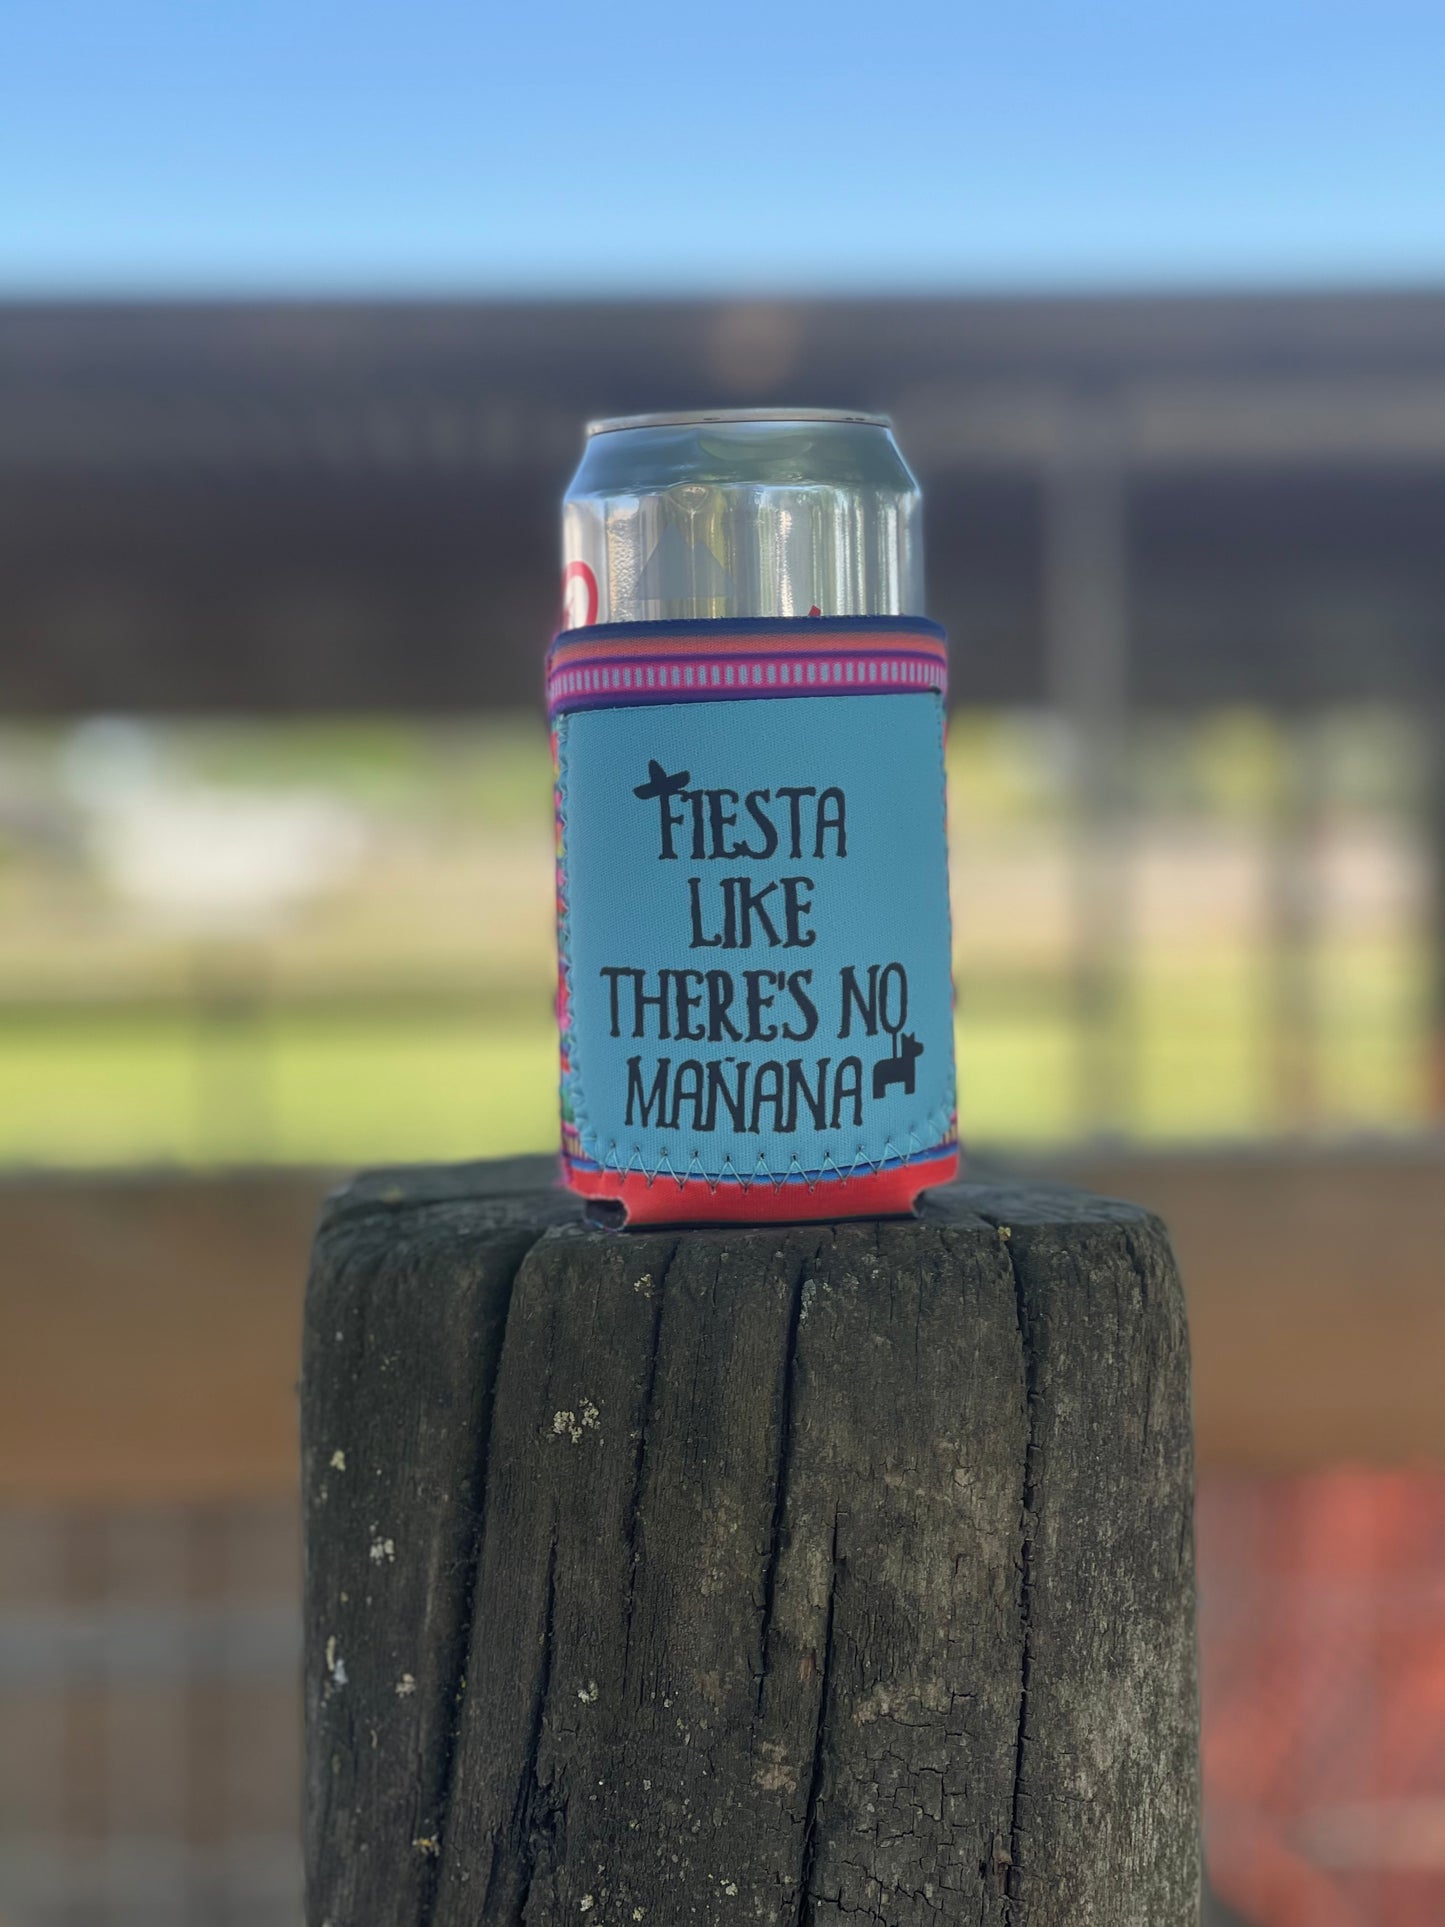 FIESTA
LIKE
THERE'S NO
MAÑANA